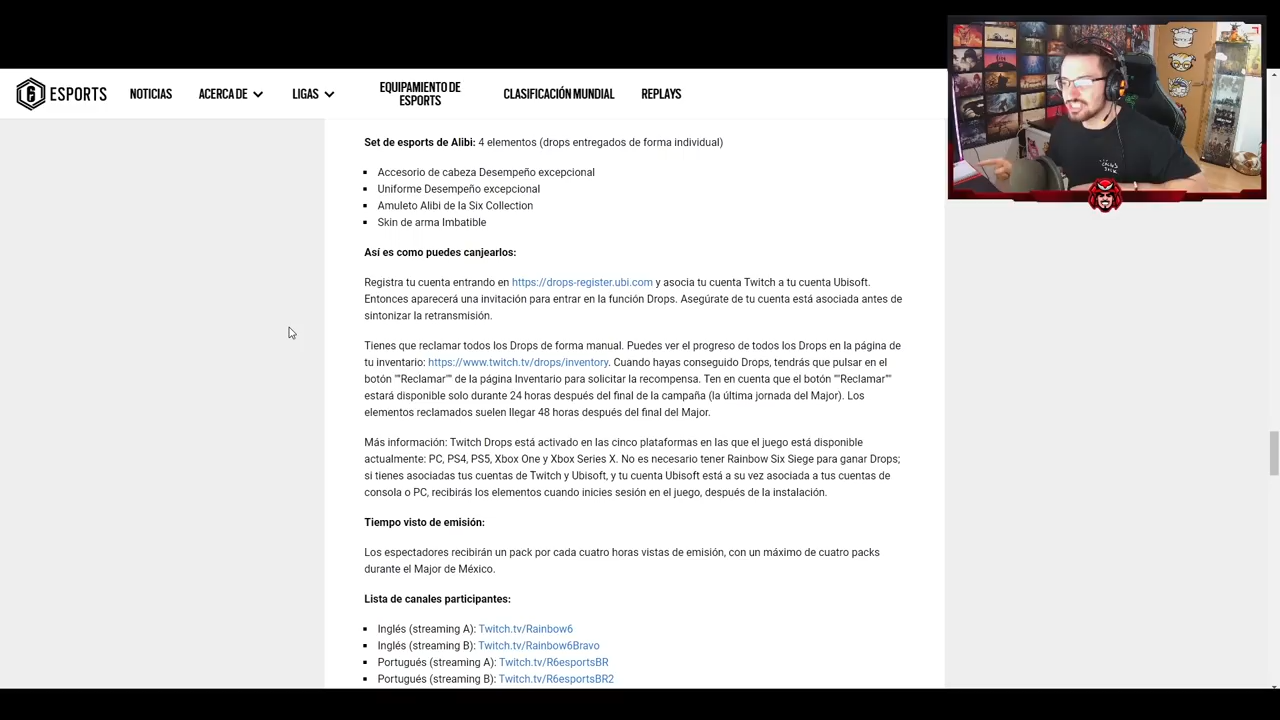 6 ESPORTS
NOTICIAS
ACERCA DE
LIGAS
EQUIPAMIENTO DE
ESPORTS
CLASIFICACIÓN MUNDIAL
REPLAYS
Set de esports de Alibi: 4 elementos (drops entregados de forma individual)
Accesorio de cabeza Desempeño excepcional
Uniforme Desempeño excepcional
Amuleto Alibi de la Six Collection
Skin de arma Imbatible
Así es como puedes canjearlos:
Registra tu cuenta entrando en https://drops-register.ubi.com y asocia tu cuenta Twitch a tu cuenta Ubisoft.
Entonces aparecerá una invitación para entrar en la función Drops. Asegúrate de tu cuenta está asociada antes de
sintonizar la retransmisión.
Tienes que reclamar todos los Drops de forma manual. Puedes ver el progreso de todos los Drops en la página de
tu inventario: https://www.twitch.tv/drops/inventory. Cuando hayas conseguido Drops, tendrás que pulsar en el
botón ""Reclamar"" de la página Inventario para solicitar la recompensa. Ten en cuenta que el botón ""Reclamar""
estará disponible solo durante 24 horas después del final de la campaña (la última jornada del Major). Los
elementos reclamados suelen llegar 48 horas después del final del Major.
Más información: Twitch Drops está activado en las cinco plataformas en las que el juego está disponible
actualmente: PC, PS4, PS5, Xbox One y Xbox Series X. No es necesario tener Rainbow Six Siege para ganar Drops;
si tienes asociadas tus cuentas de Twitch y Ubisoft, y tu cuenta Ubisoft está a su vez asociada a tus cuentas de
consola o PC, recibirás los elementos cuando inicies sesión en el juego, después de la instalación.
Tiempo visto de emisión:
Los espectadores recibirán un pack por cada cuatro horas vistas de emisión, con un máximo de cuatro packs
durante el Major de México.
Lista de canales participantes:
Inglés (streaming A): Twitch.tv/Rainbow6
Inglés (streaming B): Twitch.tv/Rainbow6Bravo
Portugués (streaming A): Twitch.tv/R6esportsBR
Portugués (streaming B): Twitch.tv/R6esportsBR2